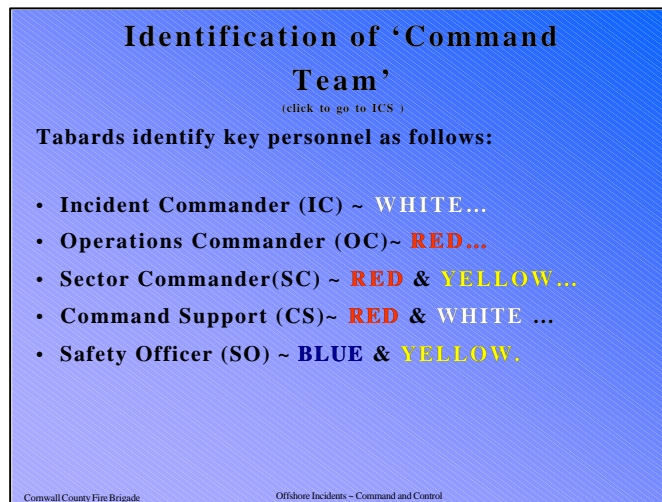 Identification of ‘Command
Team’
(click to go to ICS )
Tabards identify key personnel as follows:
• Incident Commander (IC) ~ WHITE…
• Operations Commander (OC)~ RED…
• Sector Commander(SC) ~ RED & YELLOW…
• Command Support (CS)~ RED & WHITE …
• Safety Officer (SO) ~ BLUE & YELLOW.
Cornwall County Fire Brigade Offshore Incidents ~ Command and Control